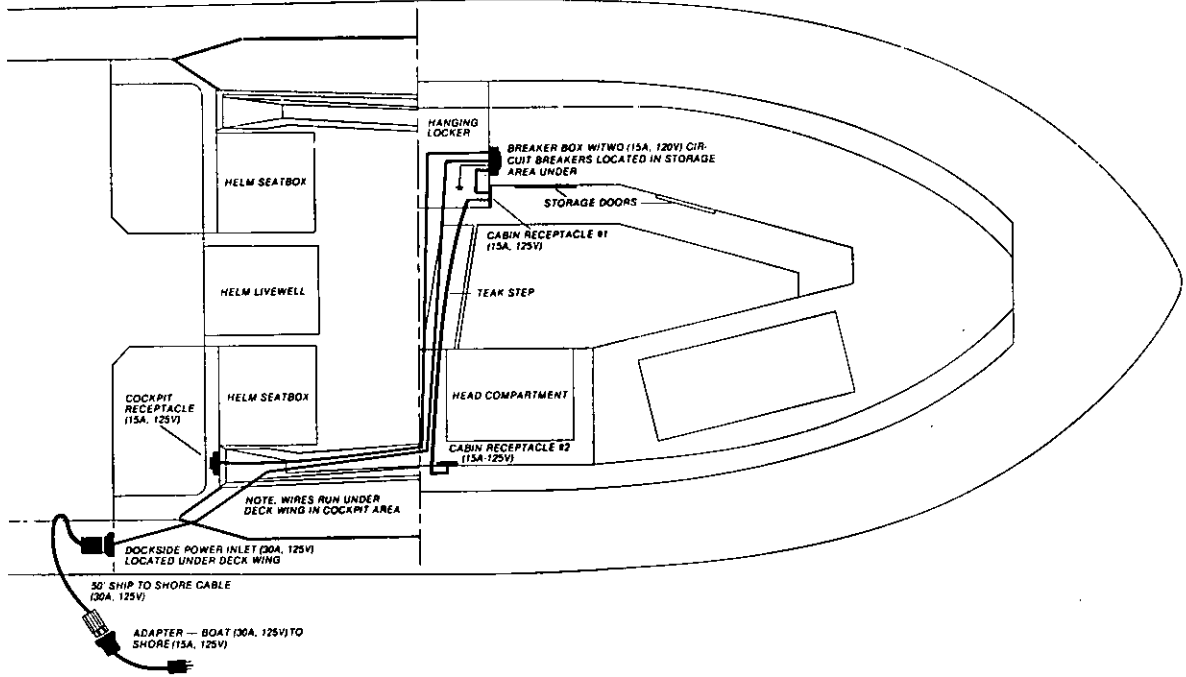 HANGING
LOCKER
BREAKER BOX W/TWO (15A, 120V) CIR-
CUIT BREAKERS LOCATED IN STORAGE
AREA UNDER
HELM SEATBOX
STORAGE DOORS
CABIN RECEPTACLE #1
(15A, 125V)
HELM LIVEWELL
TEAK STEP
COCKPIT
RECEPTACLE
(15A, 125V)
HELM SEATBOX
HEAD COMPARTMENT
CABIN RECEPTACLE #2
(15A-125V)
NOTE. WIRES RUN UNDER
DECK WING IN COCKPIT AREA
DOCKSIDE POWER INLET (30A, 125V)
LOCATED UNDER DECK WING
50' SHIP TO SHORE CABLE
(30A, 125V)
ADAPTER — BOAT (30A, 125V) TO
SHORE (15A, 125V)